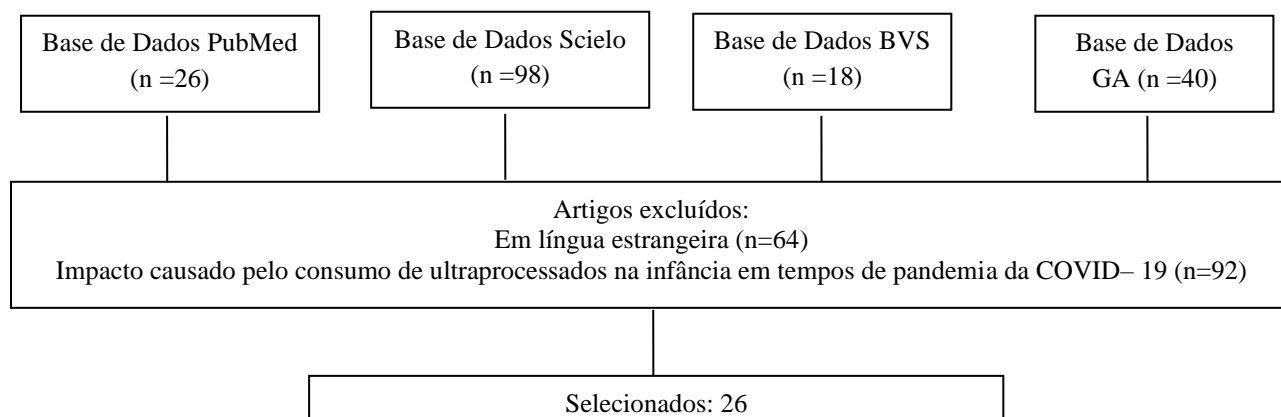 Base de Dados PubMed
(n =26)
Base de Dados Scielo
(n =98)
Base de Dados BVS
(n =18)
Base de Dados
GA (n =40)
Artigos excluídos:
Em língua estrangeira (n=64)
Impacto causado pelo consumo de ultraprocessados na infância em tempos de pandemia da COVID– 19 (n=92)
Selecionados: 26